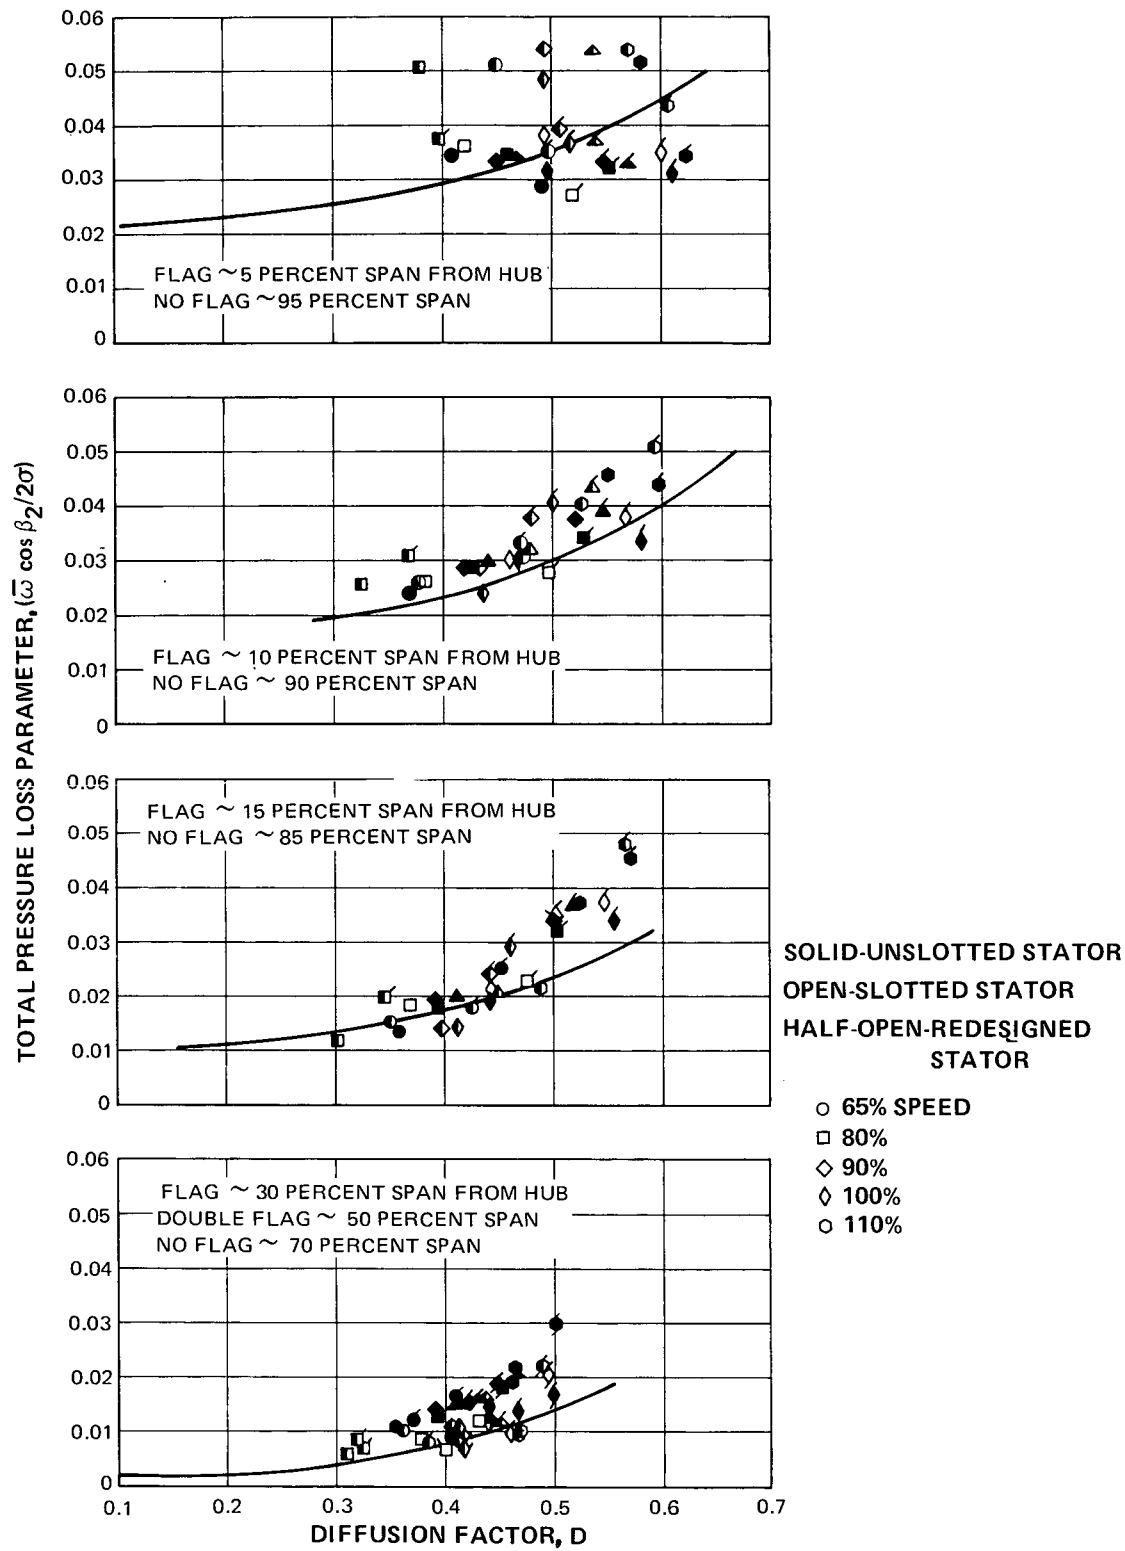 0.06
0.05
0.04
0.03
0.02
0.01
0
FLAG ~5 PERCENT SPAN FROM HUB
NO FLAG ~95 PERCENT SPAN
0.06
0.05
0.04
0.03
0.02
0.01
0
FLAG ~ 10 PERCENT SPAN FROM HUB
NO FLAG ~ 90 PERCENT SPAN
TOTAL PRESSURE LOSS PARAMETER, (ω̅ cos β2/2σ)
0.06
0.05
0.04
0.03
0.02
0.01
0
FLAG ~ 15 PERCENT SPAN FROM HUB
NO FLAG ~ 85 PERCENT SPAN
0.06
0.05
0.04
0.03
0.02
0.01
0
FLAG ~ 30 PERCENT SPAN FROM HUB
DOUBLE FLAG ~ 50 PERCENT SPAN
NO FLAG ~ 70 PERCENT SPAN
0.1 0.2 0.3 0.4 0.5 0.6 0.7
DIFFUSION FACTOR, D
SOLID-UNSLOTTED STATOR
OPEN-SLOTTED STATOR
HALF-OPEN-REDESIGNED
STATOR
65% SPEED
80%
90%
100%
110%